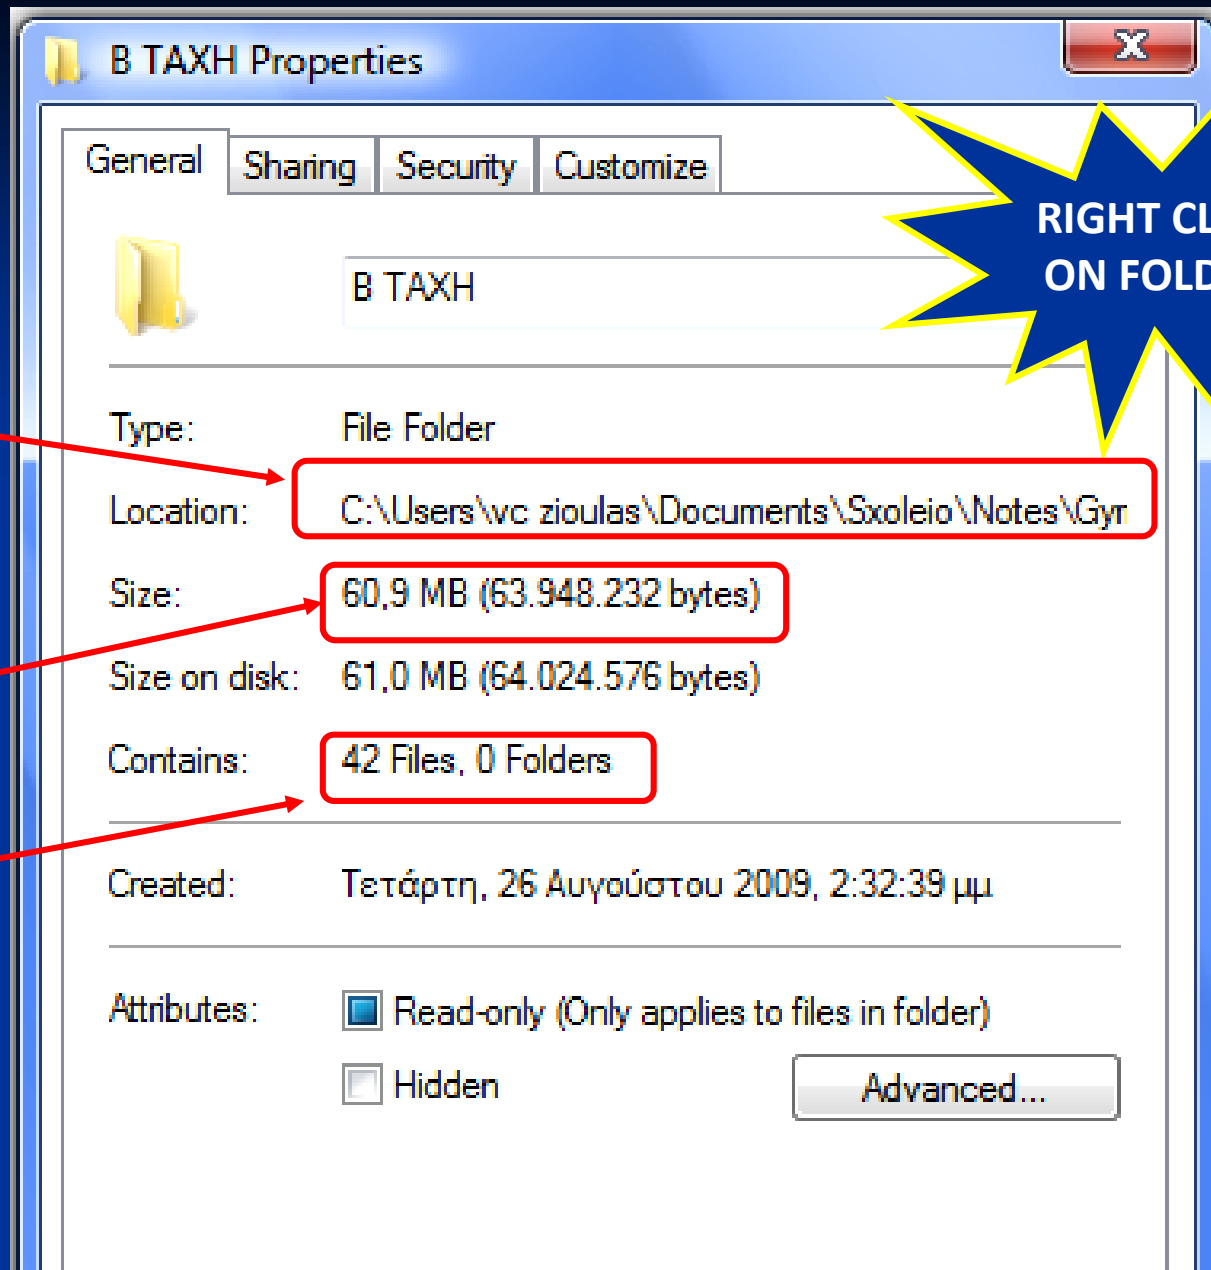 B TAXH Properties
General Sharing Security Customize
RIGHT CL
ON FOLD
B TAXH
Type: File Folder
Location: C:\Users\vc zioulas\Documents\Sxoleio\Notes\Gyr
Size: 60,9 MB (63.948.232 bytes)
Size on disk: 61,0 MB (64.024.576 bytes)
Contains: 42 Files, 0 Folders
Created: Τετάρτη, 26 Αυγούστου 2009, 2:32:39 μμ
Attributes: Read-only (Only applies to files in folder)
Hidden Advanced...